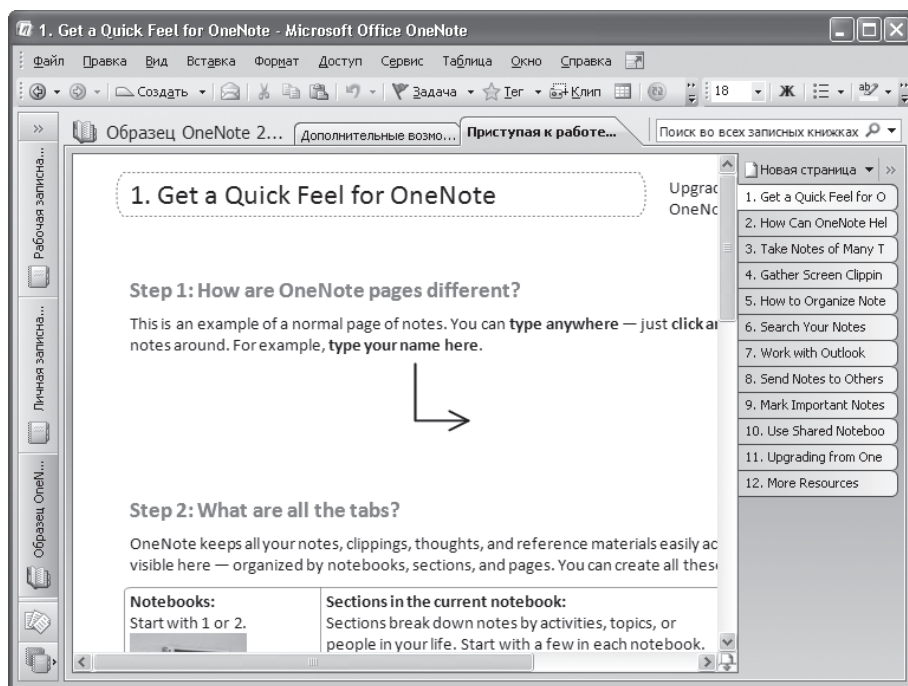 1. Get a Quick Feel for OneNote - Microsoft Office OneNote
Файл Правка Вид Вставка Формат Доступ Сервис Таблица Окно Справка
Создать Задача Тег Клип 18 Ж ab
Образец OneNote 2... Дополнительные возмо... Приступая к работе... Поиск во всех записных книжках
Рабочая записна...
Личная записна...
Образец OneN...
1. Get a Quick Feel for OneNote
Upgrad
OneNo
Step 1: How are OneNote pages different?
This is an example of a normal page of notes. You can type anywhere — just click an
notes around. For example, type your name here.
Step 2: What are all the tabs?
OneNote keeps all your notes, clippings, thoughts, and reference materials easily ac
visible here — organized by notebooks, sections, and pages. You can create all these
Notebooks:
Start with 1 or 2.
Sections in the current notebook:
Sections break down notes by activities, topics, or
people in your life. Start with a few in each notebook.
Новая страница
1. Get a Quick Feel for O
2. How Can OneNote Hel
3. Take Notes of Many T
4. Gather Screen Clippin
5. How to Organize Note
6. Search Your Notes
7. Work with Outlook
8. Send Notes to Others
9. Mark Important Notes
10. Use Shared Noteboo
11. Upgrading from One
12. More Resources